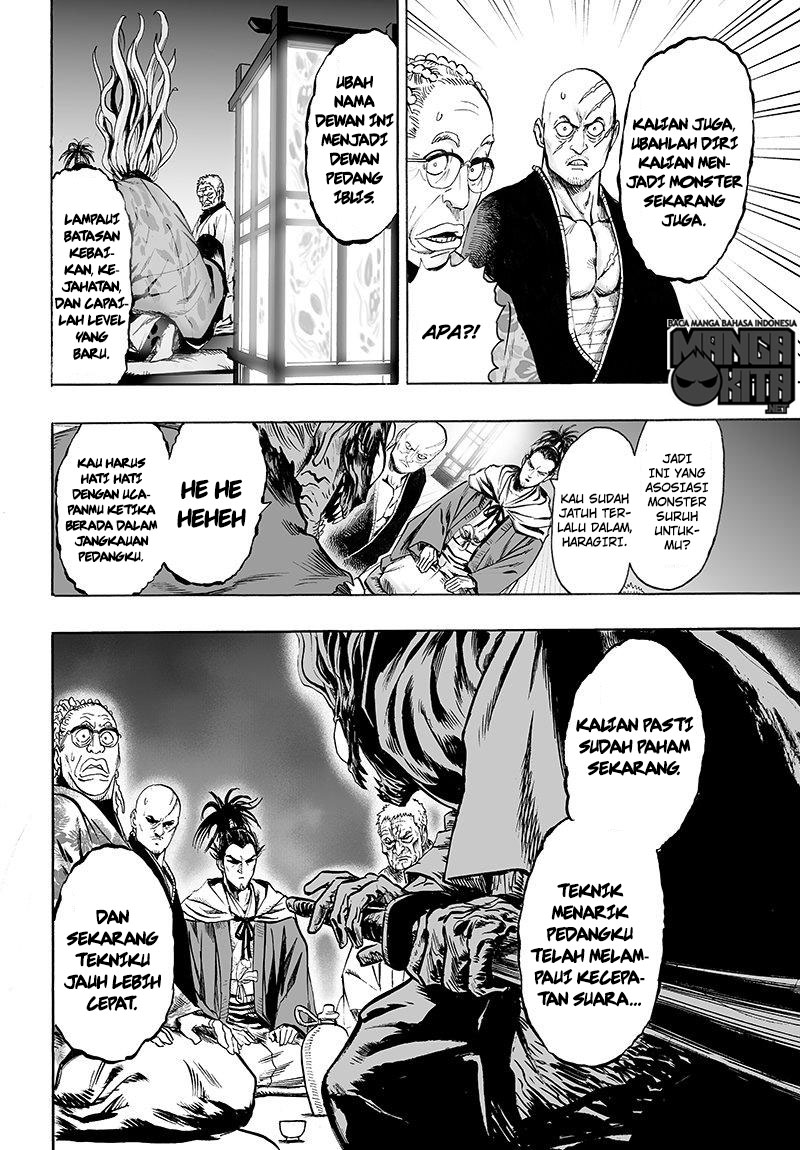 KALIAN JUGA,
UBAHLAH DIRI
KALIAN MEN-
JADI MONSTER
SEKARANG
JUGA.
APA?!
UBAH
NAMA
DEWAN INI
MENJADI
DEWAN
PEDANG
IBLIS.
LAMPAUI
BATASAN
KEBAI-
KAN, KE-
JAHATAN,
DAN CAPAI-
LAH LEVEL
YANG
BARU.
BACA MANGA BAHASA INDONESIA
MANGA
KITA
.NET
JADI
INI YANG
ASOSIASI
MONSTER
SURUH
UNTUK-
MU?
KAU SUDAH
JATUH TER-
LALU DALAM,
HARAGIRI.
HE HE
HEHEH
KAU HARUS
HATI HATI
DENGAN UCA-
PANMU KETIKA
BERADA DALAM
JANGKAUAN
PEDANGKU.
KALIAN PASTI
SUDAH PAHAM
SEKARANG.
TEKNIK
MENARIK
PEDANGKU
TELAH MELAM-
PAUI KECEPA-
TAN SUARA...
DAN
SEKARANG
TEKNIKU
JAUH LEBIH
CEPAT.